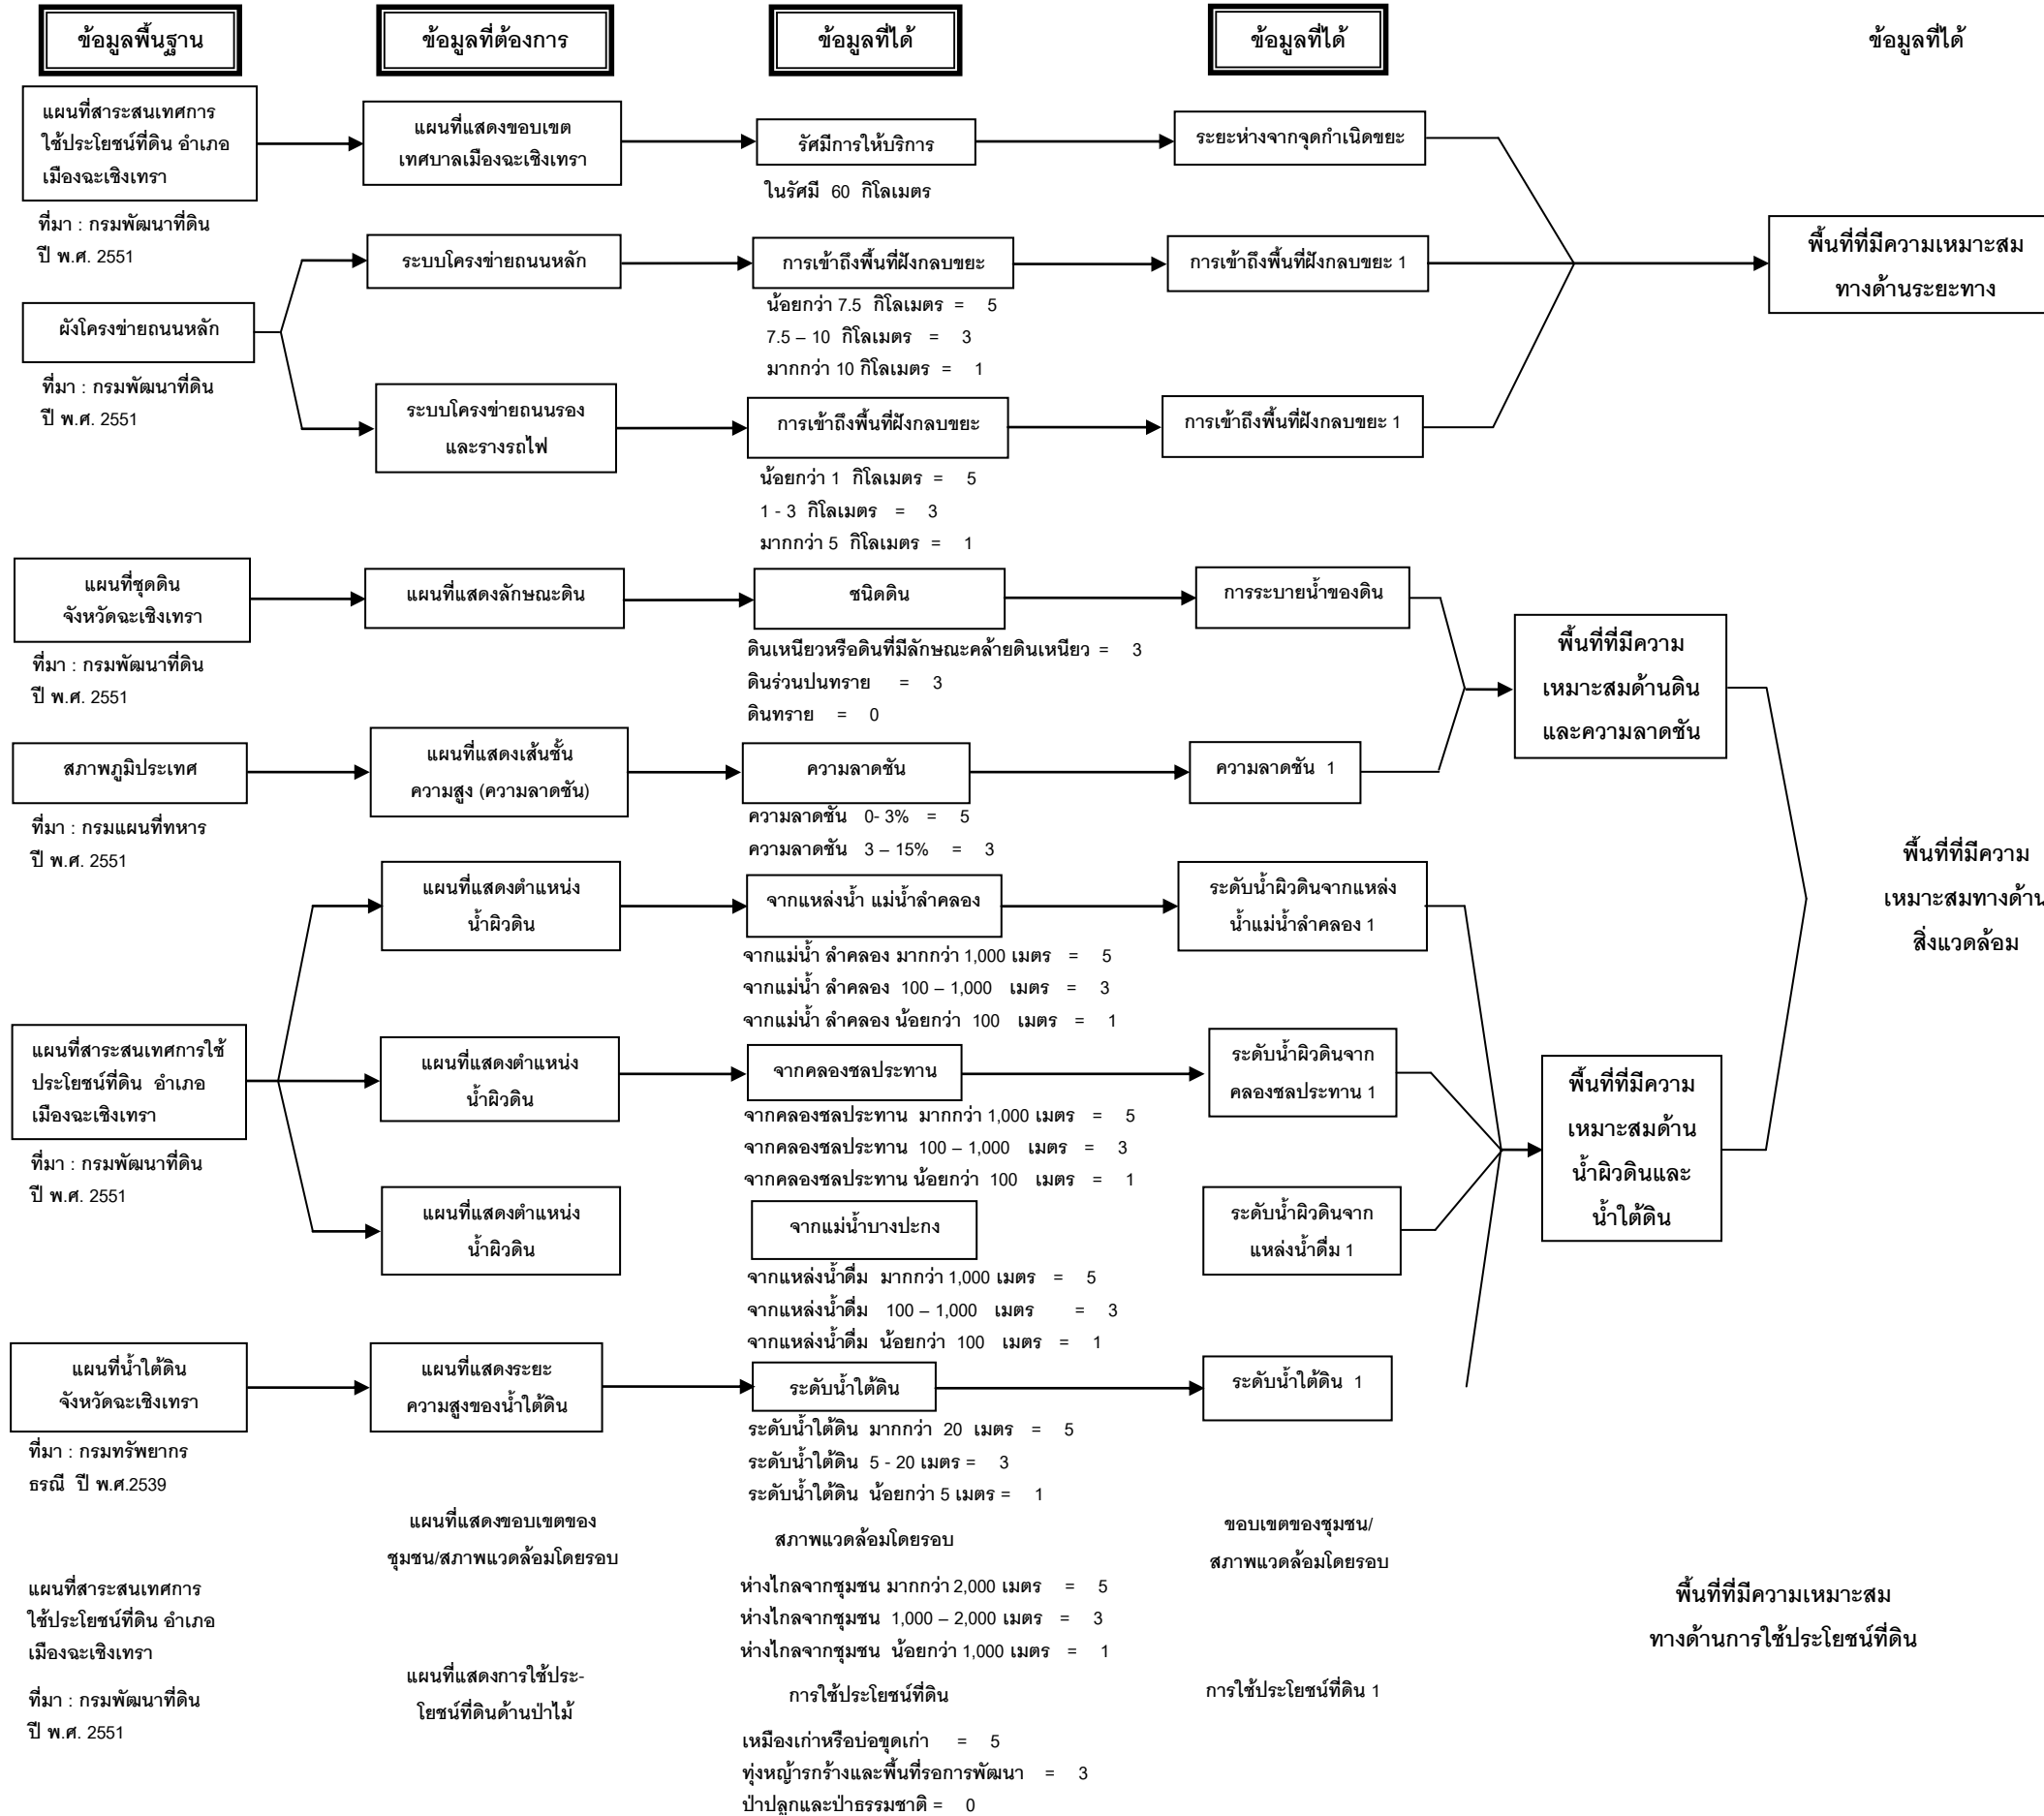 ข้อมูลพื้นฐาน
ข้อมูลที่ต้องการ
ข้อมูลที่ได้
ข้อมูลที่ได้
ข้อมูลที่ได้
แผนที่สาระสนเทศการ
ใช้ประโยชน์ที่ดิน อำเภอ
เมืองฉะเชิงเทรา
แผนที่แสดงขอบเขต
เทศบาลเมืองฉะเชิงเทรา
รัศมีการให้บริการ
ระยะห่างจากจุดกำเนิดขยะ
ในรัศมี 60 กิโลเมตร
ที่มา : กรมพัฒนาที่ดิน
ปี พ.ศ. 2551
ระบบโครงข่ายถนนหลัก
การเข้าถึงพื้นที่ฝังกลบขยะ
การเข้าถึงพื้นที่ฝังกลบขยะ 1
พื้นที่ที่มีความเหมาะสม
ทางด้านระยะทาง
น้อยกว่า 7.5 กิโลเมตร = 5
7.5 – 10 กิโลเมตร = 3
มากกว่า 10 กิโลเมตร = 1
ผังโครงข่ายถนนหลัก
ที่มา : กรมพัฒนาที่ดิน
ปี พ.ศ. 2551
ระบบโครงข่ายถนนรอง
และรางรถไฟ
การเข้าถึงพื้นที่ฝังกลบขยะ
การเข้าถึงพื้นที่ฝังกลบขยะ 1
น้อยกว่า 1 กิโลเมตร = 5
1 - 3 กิโลเมตร = 3
มากกว่า 5 กิโลเมตร = 1
แผนที่ชุดดิน
จังหวัดฉะเชิงเทรา
แผนที่แสดงลักษณะดิน
ชนิดดิน
การระบายน้ำของดิน
ที่มา : กรมพัฒนาที่ดิน
ปี พ.ศ. 2551
ดินเหนียวหรือดินที่มีลักษณะคล้ายดินเหนียว = 3
ดินร่วนปนทราย = 3
ดินทราย = 0
พื้นที่ที่มีความ
เหมาะสมด้านดิน
และความลาดชัน
สภาพภูมิประเทศ
แผนที่แสดงเส้นชั้น
ความสูง (ความลาดชัน)
ความลาดชัน
ความลาดชัน 1
ที่มา : กรมแผนที่ทหาร
ปี พ.ศ. 2551
ความลาดชัน 0- 3% = 5
ความลาดชัน 3 – 15% = 3
พื้นที่ที่มีความ
เหมาะสมทางด้าน
สิ่งแวดล้อม
แผนที่แสดงตำแหน่ง
น้ำผิวดิน
จากแหล่งน้ำ แม่น้ำลำคลอง
ระดับน้ำผิวดินจากแหล่ง
น้ำแม่น้ำลำคลอง 1
จากแม่น้ำ ลำคลอง มากกว่า 1,000 เมตร = 5
จากแม่น้ำ ลำคลอง 100 – 1,000 เมตร = 3
จากแม่น้ำ ลำคลอง น้อยกว่า 100 เมตร = 1
แผนที่สาระสนเทศการใช้
ประโยชน์ที่ดิน อำเภอ
เมืองฉะเชิงเทรา
แผนที่แสดงตำแหน่ง
น้ำผิวดิน
จากคลองชลประทาน
ระดับน้ำผิวดินจาก
คลองชลประทาน 1
พื้นที่ที่มีความ
เหมาะสมด้าน
น้ำผิวดินและ
น้ำใต้ดิน
จากคลองชลประทาน มากกว่า 1,000 เมตร = 5
จากคลองชลประทาน 100 – 1,000 เมตร = 3
จากคลองชลประทาน น้อยกว่า 100 เมตร = 1
ที่มา : กรมพัฒนาที่ดิน
ปี พ.ศ. 2551
แผนที่แสดงตำแหน่ง
น้ำผิวดิน
จากแม่น้ำบางปะกง
ระดับน้ำผิวดินจาก
แหล่งน้ำดื่ม 1
จากแหล่งน้ำดื่ม มากกว่า 1,000 เมตร = 5
จากแหล่งน้ำดื่ม 100 – 1,000 เมตร = 3
จากแหล่งน้ำดื่ม น้อยกว่า 100 เมตร = 1
แผนที่น้ำใต้ดิน
จังหวัดฉะเชิงเทรา
แผนที่แสดงระยะ
ความสูงของน้ำใต้ดิน
ระดับน้ำใต้ดิน
ระดับน้ำใต้ดิน 1
ที่มา : กรมทรัพยากร
ธรณี ปี พ.ศ.2539
ระดับน้ำใต้ดิน มากกว่า 20 เมตร = 5
ระดับน้ำใต้ดิน 5 - 20 เมตร = 3
ระดับน้ำใต้ดิน น้อยกว่า 5 เมตร = 1
แผนที่แสดงขอบเขตของ
ชุมชน/สภาพแวดล้อมโดยรอบ
สภาพแวดล้อมโดยรอบ
ขอบเขตของชุมชน/
สภาพแวดล้อมโดยรอบ
แผนที่สาระสนเทศการ
ใช้ประโยชน์ที่ดิน อำเภอ
เมืองฉะเชิงเทรา
ห่างไกลจากชุมชน มากกว่า 2,000 เมตร = 5
ห่างไกลจากชุมชน 1,000 – 2,000 เมตร = 3
ห่างไกลจากชุมชน น้อยกว่า 1,000 เมตร = 1
พื้นที่ที่มีความเหมาะสม
ทางด้านการใช้ประโยชน์ที่ดิน
ที่มา : กรมพัฒนาที่ดิน
ปี พ.ศ. 2551
แผนที่แสดงการใช้ประ-
โยชน์ที่ดินด้านป่าไม้
การใช้ประโยชน์ที่ดิน
การใช้ประโยชน์ที่ดิน 1
เหมืองเก่าหรือบ่อขุดเก่า = 5
ทุ่งหญ้ารกร้างและพื้นที่รอการพัฒนา = 3
ป่าปลูกและป่าธรรมชาติ = 0